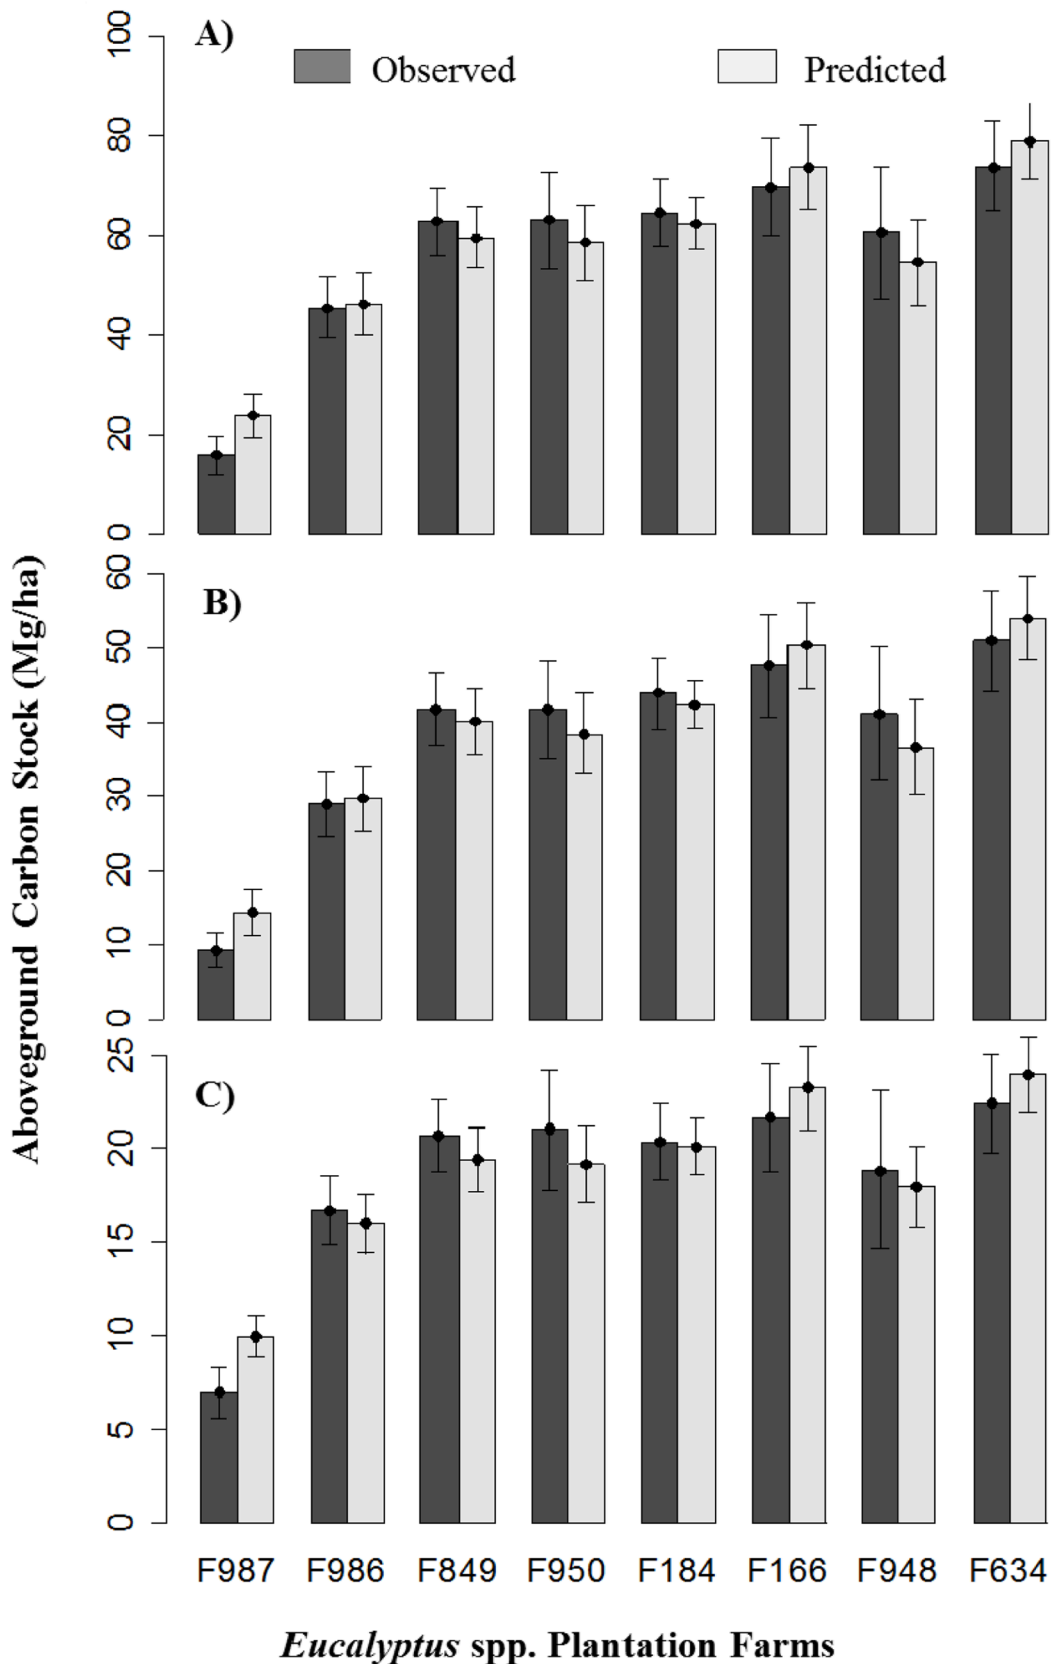 A)
Observed Predicted
100
80
60
40
20
0
B)
60
50
40
30
20
10
0
C)
25
20
15
10
5
0
Aboveground Carbon Stock (Mg/ha)
F987 F986 F849 F950 F184 F166 F948 F634
Eucalyptus spp. Plantation Farms